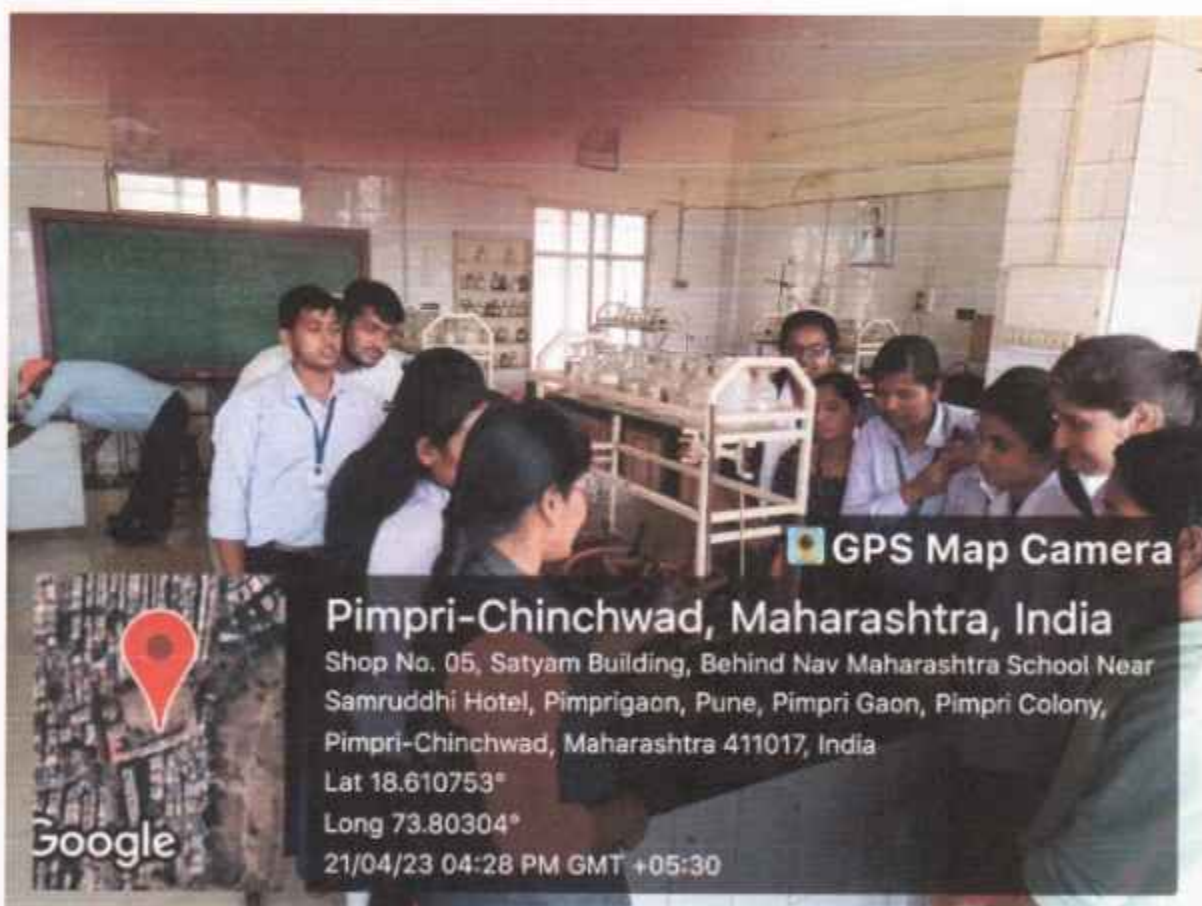 GPS Map Camera
Pimpri-Chinchwad, Maharashtra, India
Shop No. 05, Satyam Building, Behind Nav Maharashtra School Near
Samruddhi Hotel, Pimprigaon, Pune, Pimpri Gaon, Pimpri Colony,
Pimpri-Chinchwad, Maharashtra 411017, India
Lat 18.610753°
Long 73.80304°
21/04/23 04:28 PM GMT +05:30
Google